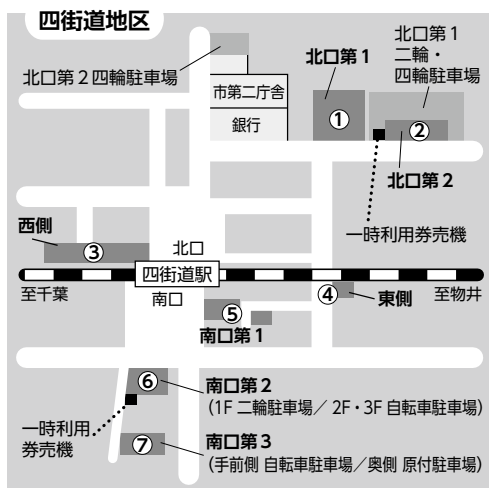 四街道地区
北口第2 四輪駐車場
市第二庁舎
銀行
北口第1
①
北口第1
二輪・
四輪駐車場
②
北口第2
一時利用券売機
西側
③
北口
四街道駅
南口
至千葉
④
東側
至物井
⑤
南口第1
⑥
南口第2
(1F 二輪駐車場／ 2F・3F 自転車駐車場)
一時利用
券売機
⑦
南口第3
(手前側 自転車駐車場／奥側 原付駐車場)